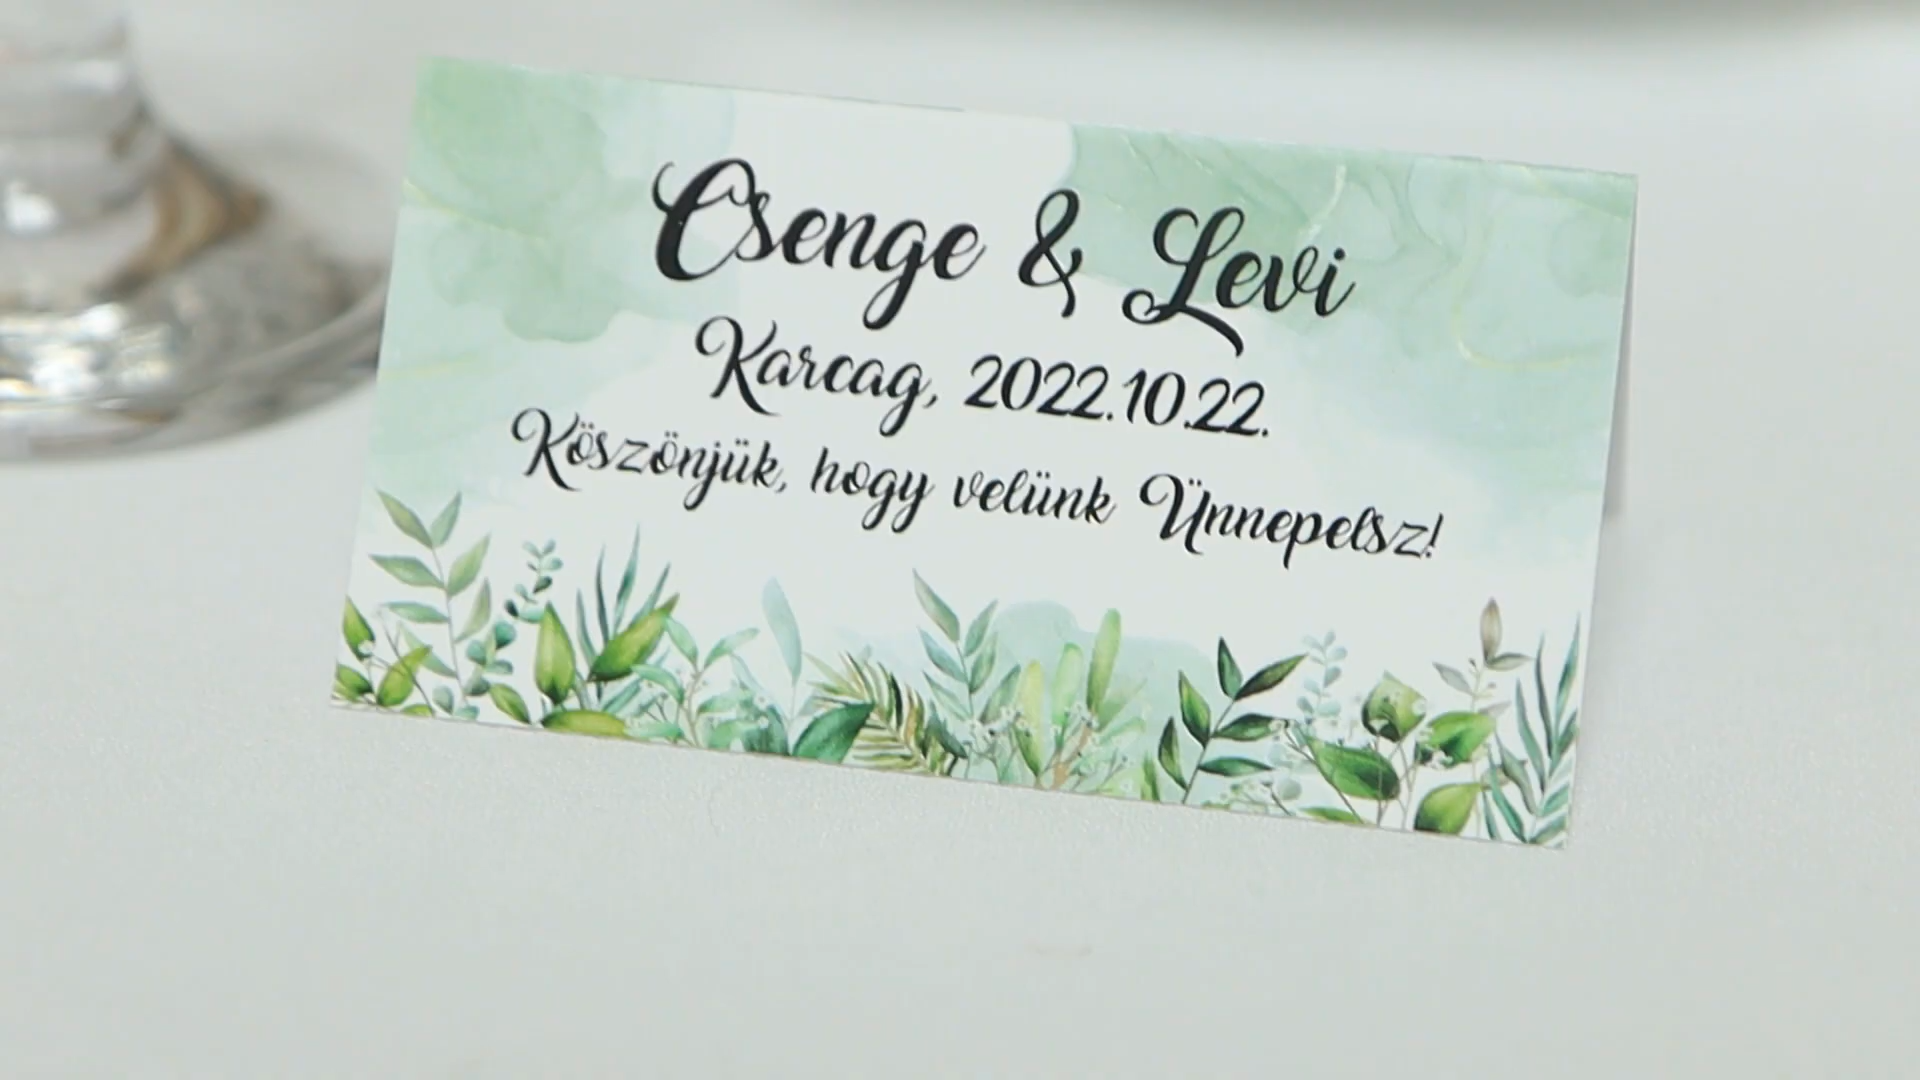 Csenge & Levi
Karcag, 2022.10.22.
Köszönjük, hogy velünk Ünnepelsz!